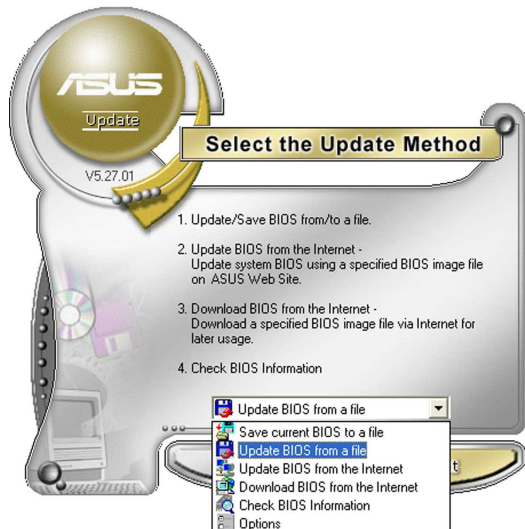 ASUS
Update
V5.27.01
Select the Update Method
1. Update/Save BIOS from/to a file.
2. Update BIOS from the Internet -
Update system BIOS using a specified BIOS image file
on ASUS Web Site.
3. Download BIOS from the Internet -
Download a specified BIOS image file via Internet for
later usage.
4. Check BIOS Information
Update BIOS from a file
Save current BIOS to a file
Update BIOS from a file
Update BIOS from the Internet
Download BIOS from the Internet
Check BIOS Information
Options